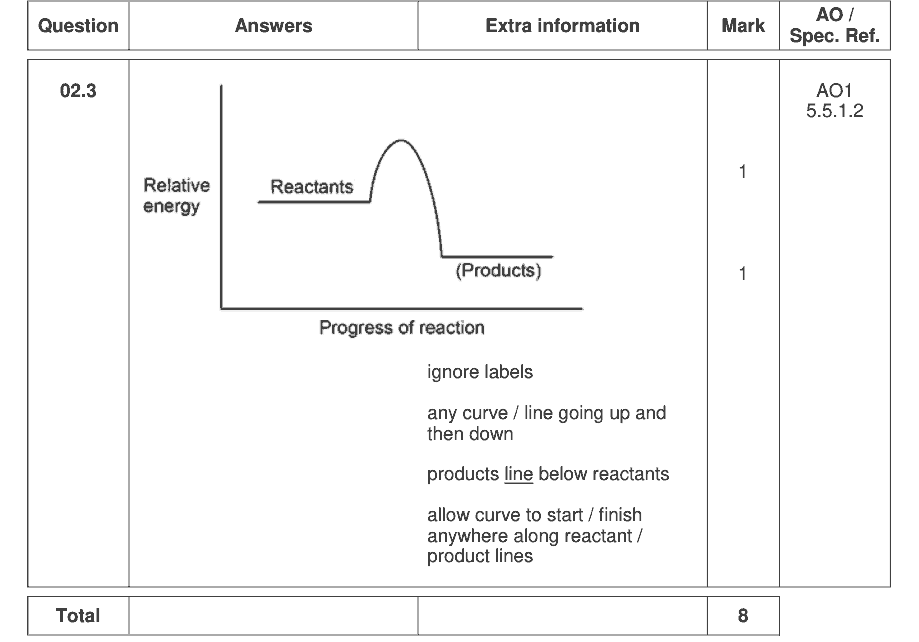 Question Answers Extra information Mark AO /
Spec. Ref.
02.3 AO1
5.5.1.2
1
Relative
energy
Reactants
1
(Products)
Progress of reaction
ignore labels
any curve / line going up and
then down
products line below reactants
allow curve to start / finish
anywhere along reactant /
product lines
Total 8